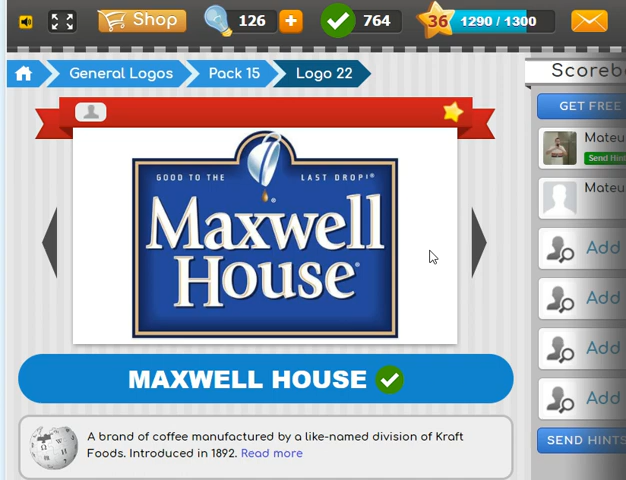 Shop 126 764 36 1290 / 1300
General Logos Pack 15 Logo 22
GOOD TO THE LAST DROP!®
Maxwell
House®
MAXWELL HOUSE
A brand of coffee manufactured by a like-named division of Kraft
Foods. Introduced in 1892. Read more
Scoreb
GET FREE
Mateu
Send Hint
Mateu
Add
Add
Add
Add
SEND HINTS